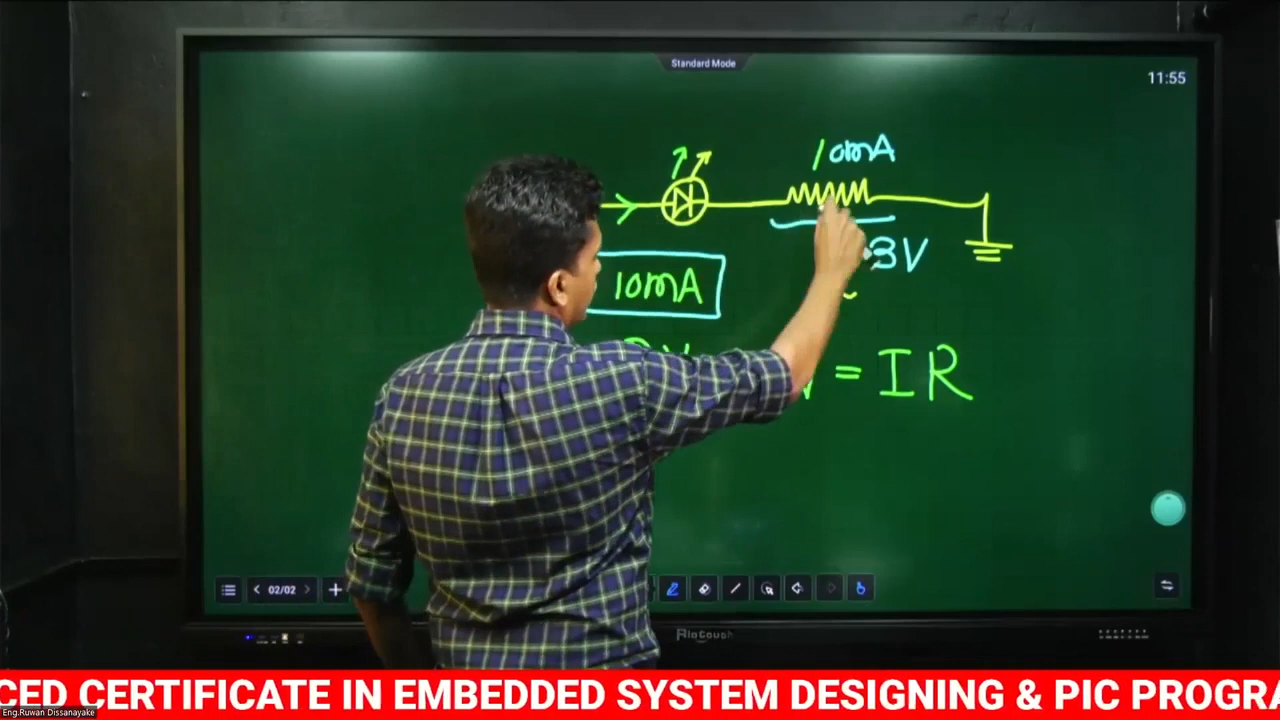 Standard Mode
11:55
10mA
3V
10mA
= IR
02/02
Riotouch
CED CERTIFICATE IN EMBEDDED SYSTEM DESIGNING & PIC PROGRA
Eng.Ruwan Dissanayake